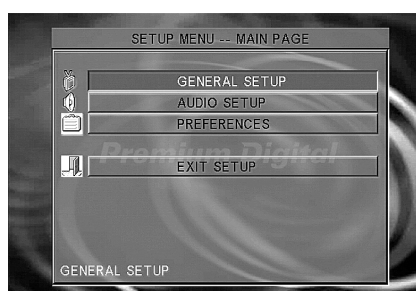 SETUP MENU -- MAIN PAGE
GENERAL SETUP
AUDIO SETUP
PREFERENCES
Premium Digital
EXIT SETUP
GENERAL SETUP